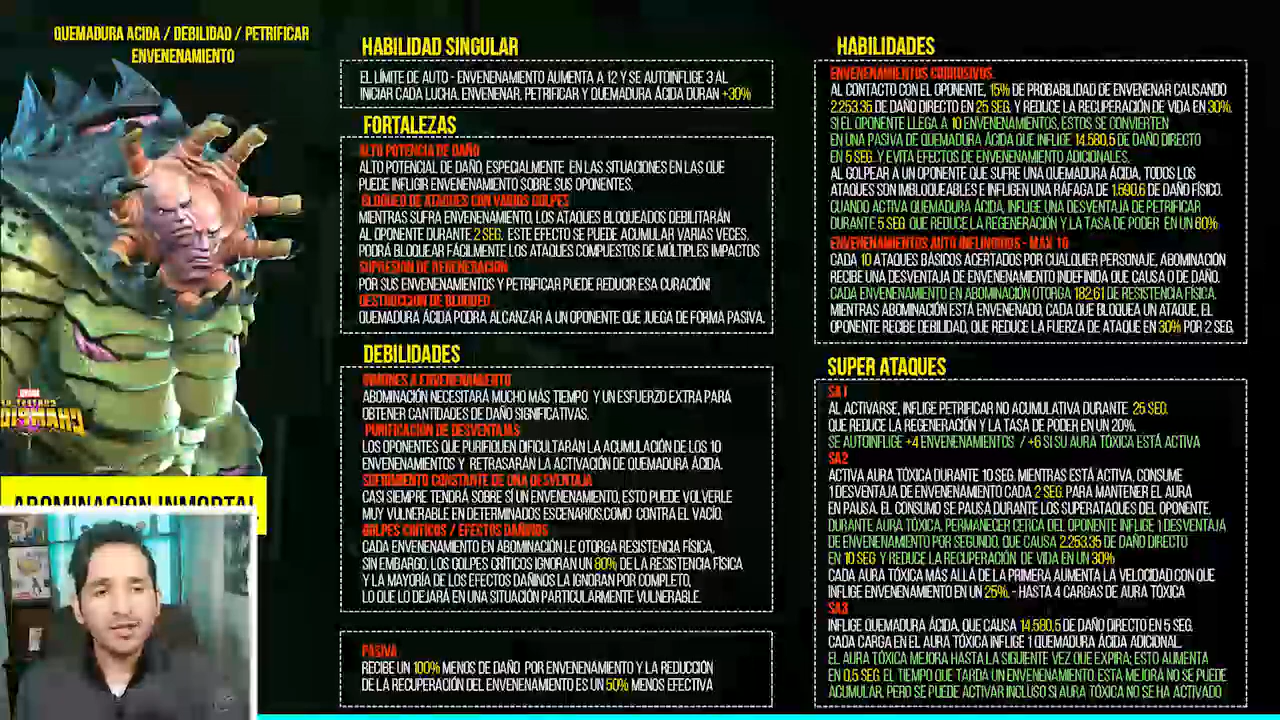 QUEMADURA ACIDA / DEBILIDAD / PETRIFICAR
ENVENENAMIENTO
ABOMINACION INMORTAL
HABILIDAD SINGULAR
EL LÍMITE DE AUTO - ENVENENAMIENTO AUMENTA A 12 Y SE AUTOINFLIGE 3 AL
INICIAR CADA LUCHA, ENVENENAR, PETRIFICAR Y QUEMADURA ÁCIDA DURAN +30%
FORTALEZAS
ALTO POTENCIA DE DAÑO
ALTO POTENCIAL DE DAÑO, ESPECIALMENTE EN LAS SITUACIONES EN LAS QUE
PUEDE INFLIGIR ENVENENAMIENTO SOBRE SUS OPONENTES.
BLOQUEO DE ATAQUES CON VARIOS GOLPES
MIENTRAS SUFRA ENVENENAMIENTO, LOS ATAQUES BLOQUEADOS DEBILITARÁN
AL OPONENTE DURANTE 2 SEG. ESTE EFECTO SE PUEDE ACUMULAR VARIAS VECES,
PODRÁ BLOQUEAR FÁCILMENTE LOS ATAQUES COMPUESTOS DE MÚLTIPLES IMPACTOS
SUPRESIÓN DE REGENERACIÓN
POR SUS ENVENENAMIENTOS Y PETRIFICAR PUEDE REDUCIR ESA CURACIÓN!
DESTRUCCIÓN DE BLOQUEO
QUEMADURA ÁCIDA PODRÁ ALCANZAR A UN OPONENTE QUE JUEGA DE FORMA PASIVA.
DEBILIDADES
INMUNES A ENVENENAMIENTO
ABOMINACIÓN NECESITARÁ MUCHO MÁS TIEMPO Y UN ESFUERZO EXTRA PARA
OBTENER CANTIDADES DE DAÑO SIGNIFICATIVAS.
PURIFICACIÓN DE DESVENTAJAS
LOS OPONENTES QUE PURIFIQUEN DIFICULTARÁN LA ACUMULACIÓN DE LOS 10
ENVENENAMIENTOS Y RETRASARÁN LA ACTIVACIÓN DE QUEMADURA ÁCIDA.
SUFRIMIENTO CONSTANTE DE UNA DESVENTAJA
CASI SIEMPRE TENDRÁ SOBRE SÍ UN ENVENENAMIENTO, ESTO PUEDE VOLVERLE
MUY VULNERABLE EN DETERMINADOS ESCENARIOS,COMO CONTRA EL VACÍO.
GOLPES CRÍTICOS / EFECTOS DAÑINOS
CADA ENVENENAMIENTO EN ABOMINACIÓN LE OTORGA RESISTENCIA FÍSICA,
SIN EMBARGO, LOS GOLPES CRÍTICOS IGNORAN UN 80% DE LA RESISTENCIA FÍSICA
Y LA MAYORÍA DE LOS EFECTOS DAÑINOS LA IGNORAN POR COMPLETO,
LO QUE LO DEJARÁ EN UNA SITUACIÓN PARTICULARMENTE VULNERABLE.
PASIVA
RECIBE UN 100% MENOS DE DAÑO POR ENVENENAMIENTO Y LA REDUCCIÓN
DE LA RECUPERACIÓN DEL ENVENENAMIENTO ES UN 50% MENOS EFECTIVA
HABILIDADES
ENVENENAMIENTOS CORROSIVOS
AL CONTACTO CON EL OPONENTE, 15% DE PROBABILIDAD DE ENVENENAR CAUSANDO
2.253.35 DE DAÑO DIRECTO EN 25 SEG. Y REDUCE LA RECUPERACIÓN DE VIDA EN 30%.
SI EL OPONENTE LLEGA A 10 ENVENENAMIENTOS, ESTOS SE CONVIERTEN
EN UNA PASIVA DE QUEMADURA ÁCIDA QUE INFLIGE 14.580,5 DE DAÑO DIRECTO
EN 5 SEG. Y EVITA EFECTOS DE ENVENENAMIENTO ADICIONALES.
AL GOLPEAR A UN OPONENTE QUE SUFRE UNA QUEMADURA ÁCIDA, TODOS LOS
ATAQUES SON IMBLOQUEABLES E INFLIGEN UNA RÁFAGA DE 1.590,6 DE DAÑO FÍSICO.
CUANDO ACTIVA QUEMADURA ÁCIDA, INFLIGE UNA DESVENTAJA DE PETRIFICAR
DURANTE 5 SEG. QUE REDUCE LA REGENERACIÓN Y LA TASA DE PODER EN UN 60%
ENVENENAMIENTOS AUTO INFLINGIDOS - MAX 10
CADA 10 ATAQUES BÁSICOS ACERTADOS POR CUALQUIER PERSONAJE, ABOMINACIÓN
RECIBE UNA DESVENTAJA DE ENVENENAMIENTO INDEFINIDA QUE CAUSA 0 DE DAÑO.
CADA ENVENENAMIENTO EN ABOMINACIÓN OTORGA 182,61 DE RESISTENCIA FÍSICA.
MIENTRAS ABOMINACIÓN ESTÁ ENVENENADO, CADA QUE BLOQUEA UN ATAQUE, EL
OPONENTE RECIBE DEBILIDAD, QUE REDUCE LA FUERZA DE ATAQUE EN 30% POR 2 SEG.
SUPER ATAQUES
SA1
AL ACTIVARSE, INFLIGE PETRIFICAR NO ACUMULATIVA DURANTE 25 SEG.
QUE REDUCE LA REGENERACIÓN Y LA TASA DE PODER EN UN 20%.
SE AUTOINFLIGE +4 ENVENENAMIENTOS / +6 SI SU AURA TÓXICA ESTÁ ACTIVA
SA2
ACTIVA AURA TÓXICA DURANTE 10 SEG. MIENTRAS ESTÁ ACTIVA, CONSUME
1 DESVENTAJA DE ENVENENAMIENTO CADA 2 SEG. PARA MANTENER EL AURA
EN PAUSA. EL CONSUMO SE PAUSA DURANTE LOS SUPERATAQUES DEL OPONENTE.
DURANTE AURA TÓXICA, PERMANECER CERCA DEL OPONENTE INFLIGE 1 DESVENTAJA
DE ENVENENAMIENTO POR SEGUNDO, QUE CAUSA 2.253.35 DE DAÑO DIRECTO
EN 10 SEG Y REDUCE LA RECUPERACIÓN DE VIDA EN UN 30%
CADA AURA TÓXICA MÁS ALLÁ DE LA PRIMERA AUMENTA LA VELOCIDAD CON QUE
INFLIGE ENVENENAMIENTO EN UN 25%. - HASTA 4 CARGAS DE AURA TÓXICA
SA3
INFLIGE QUEMADURA ÁCIDA, QUE CAUSA 14.580,5 DE DAÑO DIRECTO EN 5 SEG.
CADA CARGA EN EL AURA TÓXICA INFLIGE 1 QUEMADURA ÁCIDA ADICIONAL.
EL AURA TÓXICA MEJORA HASTA LA SIGUIENTE VEZ QUE EXPIRA; ESTO AUMENTA
EN 0,5 SEG. EL TIEMPO QUE TARDA UN ENVENENAMIENTO. ESTA MEJORA NO SE PUEDE
ACUMULAR, PERO SE PUEDE ACTIVAR INCLUSO SI AURA TÓXICA NO SE HA ACTIVADO